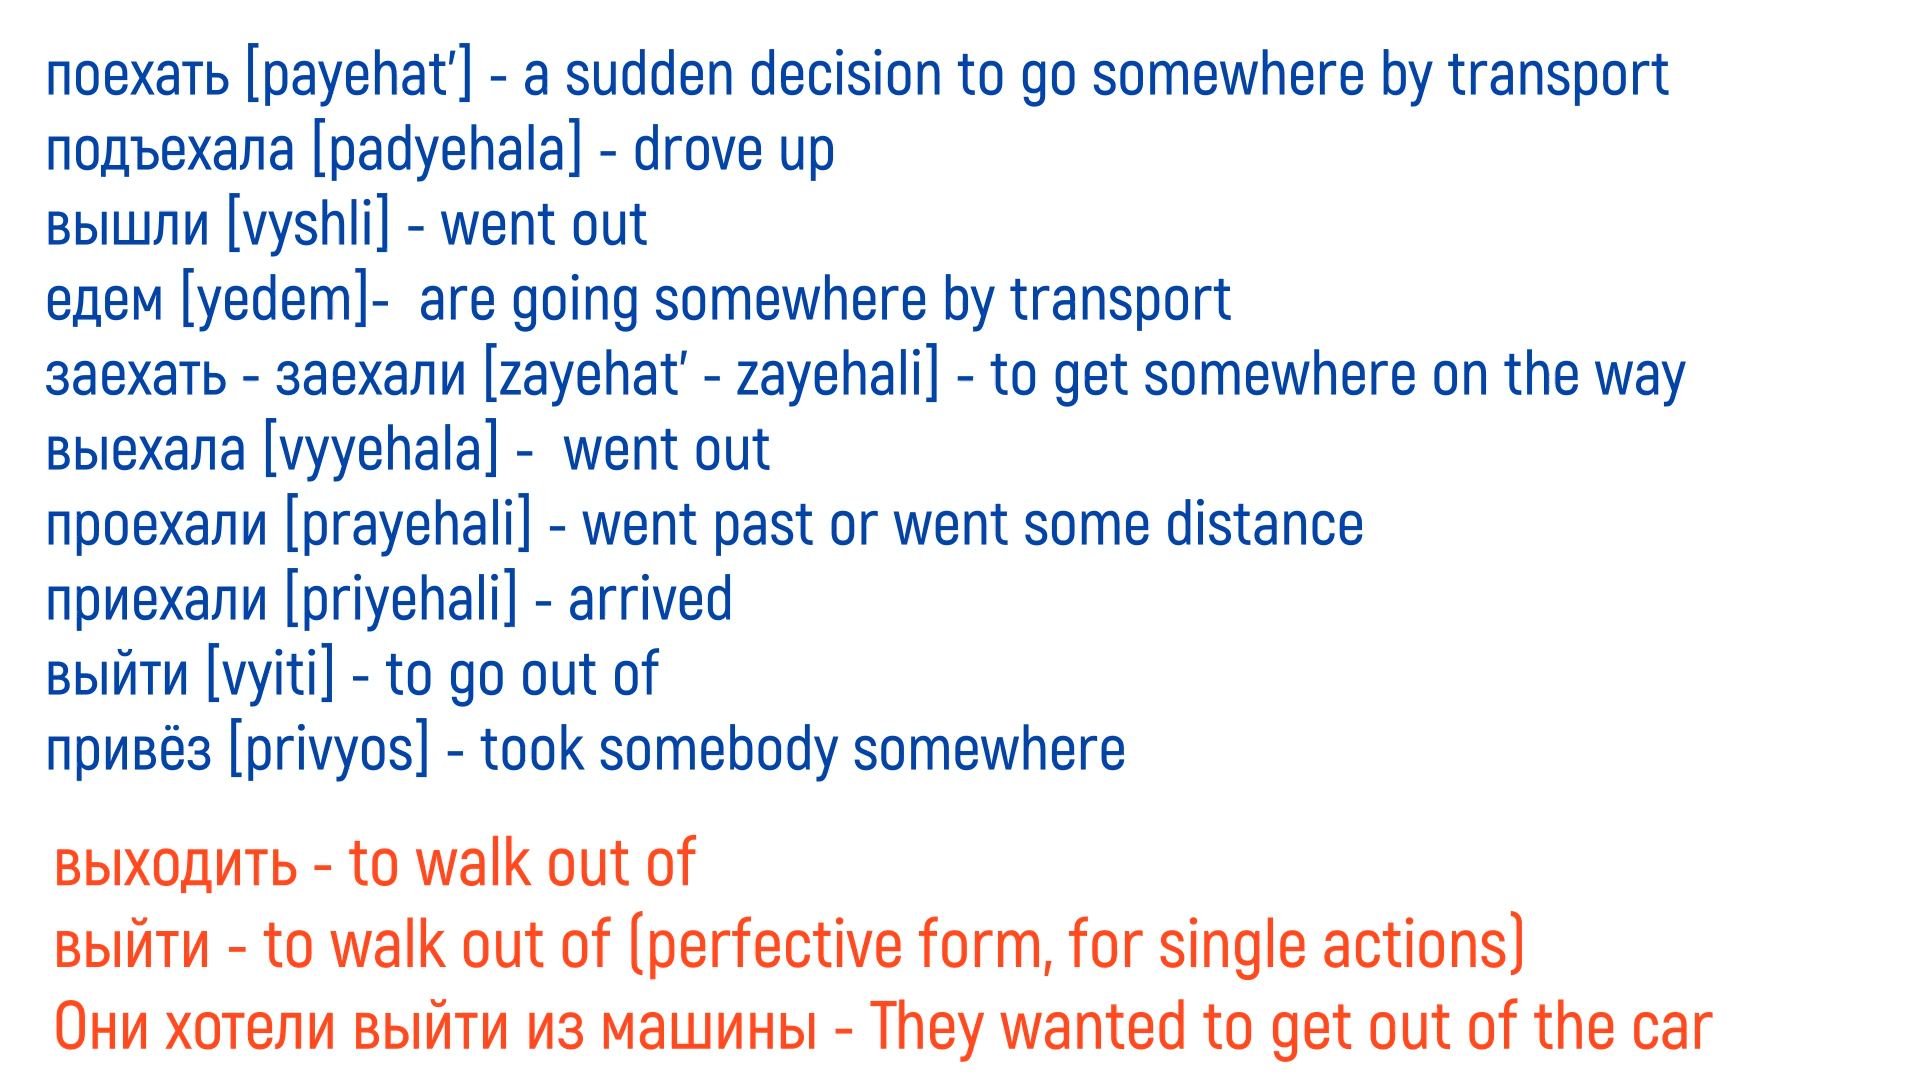 поехать [payehat'] - a sudden decision to go somewhere by transport
подъехала [padyehala] - drove up
вышли [vyshli] - went out
едем [yedem]-  are going somewhere by transport
заехать - заехали [zayehat' - zayehali] - to get somewhere on the way
выехала [vyyehala] -  went out
проехали [prayehali] - went past or went some distance
приехали [priyehali] - arrived
выйти [vyiti] - to go out of
привёз [privyos] - took somebody somewhere
выходить - to walk out of
выйти - to walk out of (perfective form, for single actions)
Они хотели выйти из машины - They wanted to get out of the car